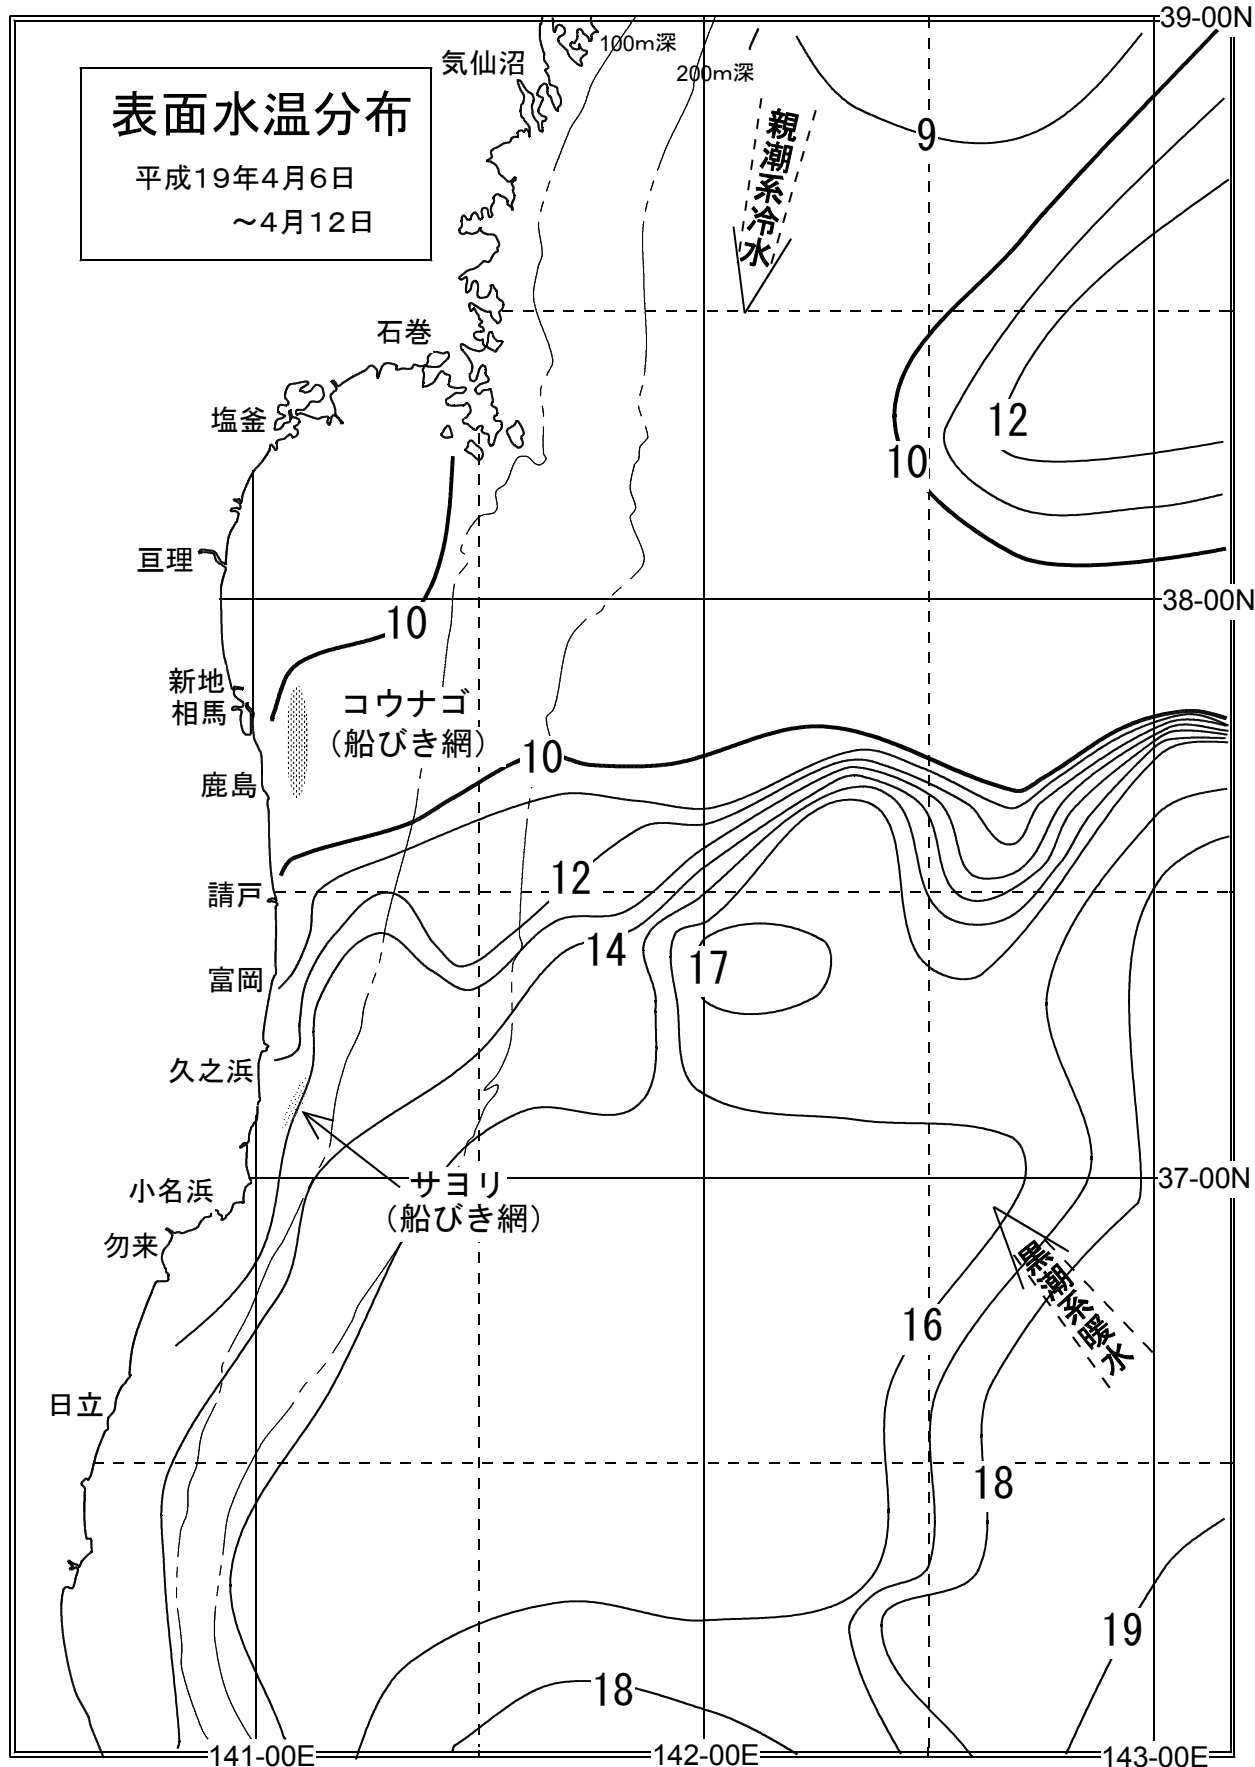 39-00N
100m深
気仙沼
200m深
表面水温分布
平成19年4月6日
～4月12日
親潮系冷水
9
石巻
塩釜
12
10
亘理
38-00N
10
新地
相馬
コウナゴ
（船びき網）
10
鹿島
12
請戸
14
17
富岡
久之浜
37-00N
サヨリ
（船びき網）
小名浜
勿来
黒潮系暖水
16
日立
18
19
18
141-00E
142-00E
143-00E